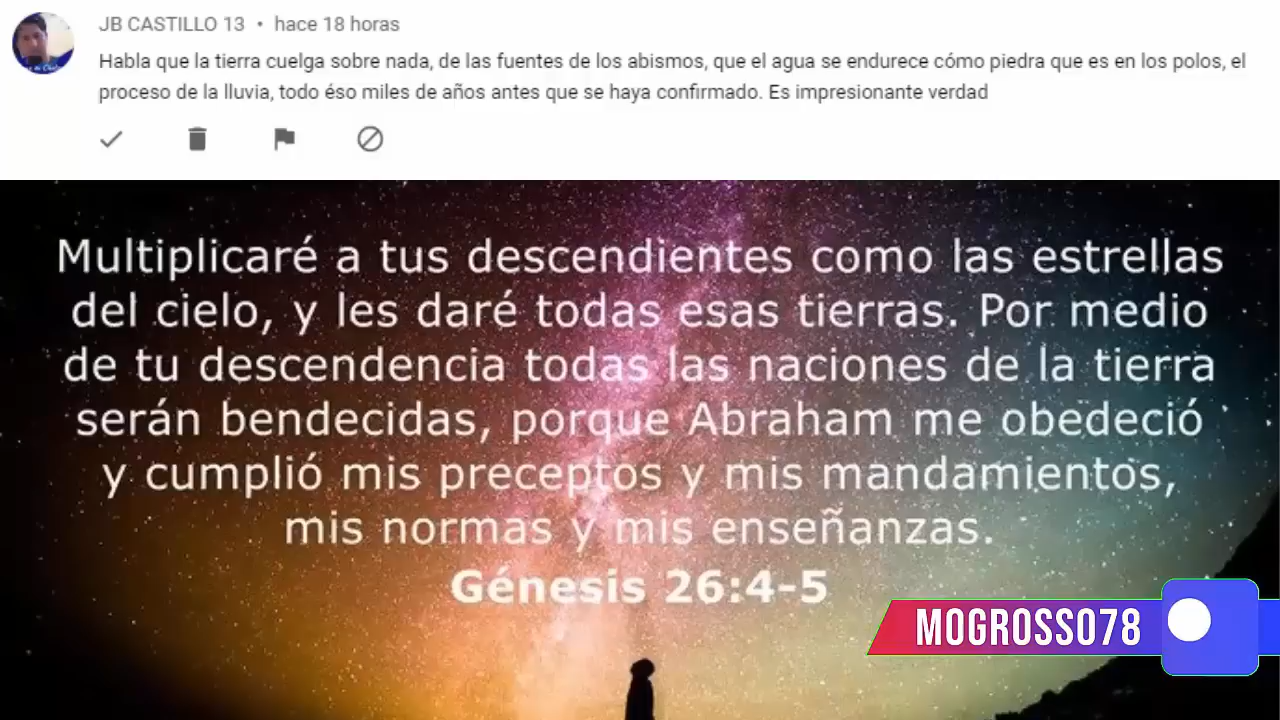 JB CASTILLO 13 • hace 18 horas
Habla que la tierra cuelga sobre nada, de las fuentes de los abismos, que el agua se endurece cómo piedra que es en los polos, el
proceso de la lluvia, todo éso miles de años antes que se haya confirmado. Es impresionante verdad
Multiplicaré a tus descendientes como las estrellas
del cielo, y les daré todas esas tierras. Por medio
de tu descendencia todas las naciones de la tierra
serán bendecidas, porque Abraham me obedeció
y cumplió mis preceptos y mis mandamientos,
mis normas y mis enseñanzas.
Génesis 26:4-5
MOGROSSO78